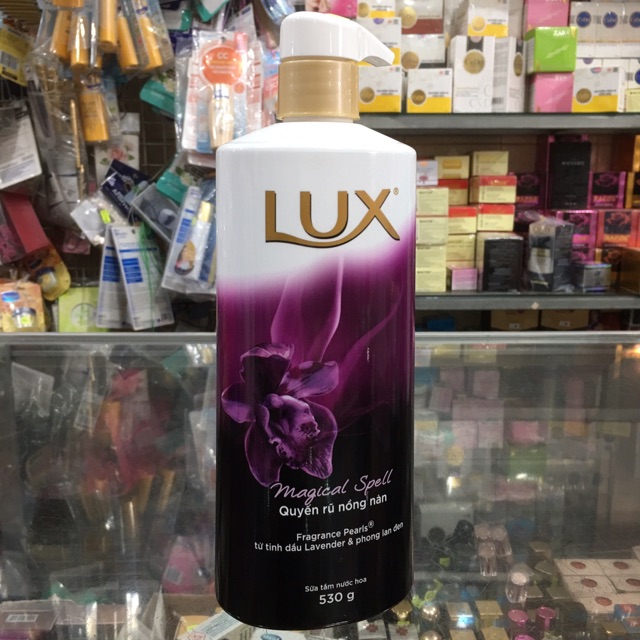 LUX®
Magical Spell
Quyến rũ nồng nàn
Fragrance Pearls®
từ tinh dầu Lavender & phong lan đen
Sữa tắm nước hoa
530 g